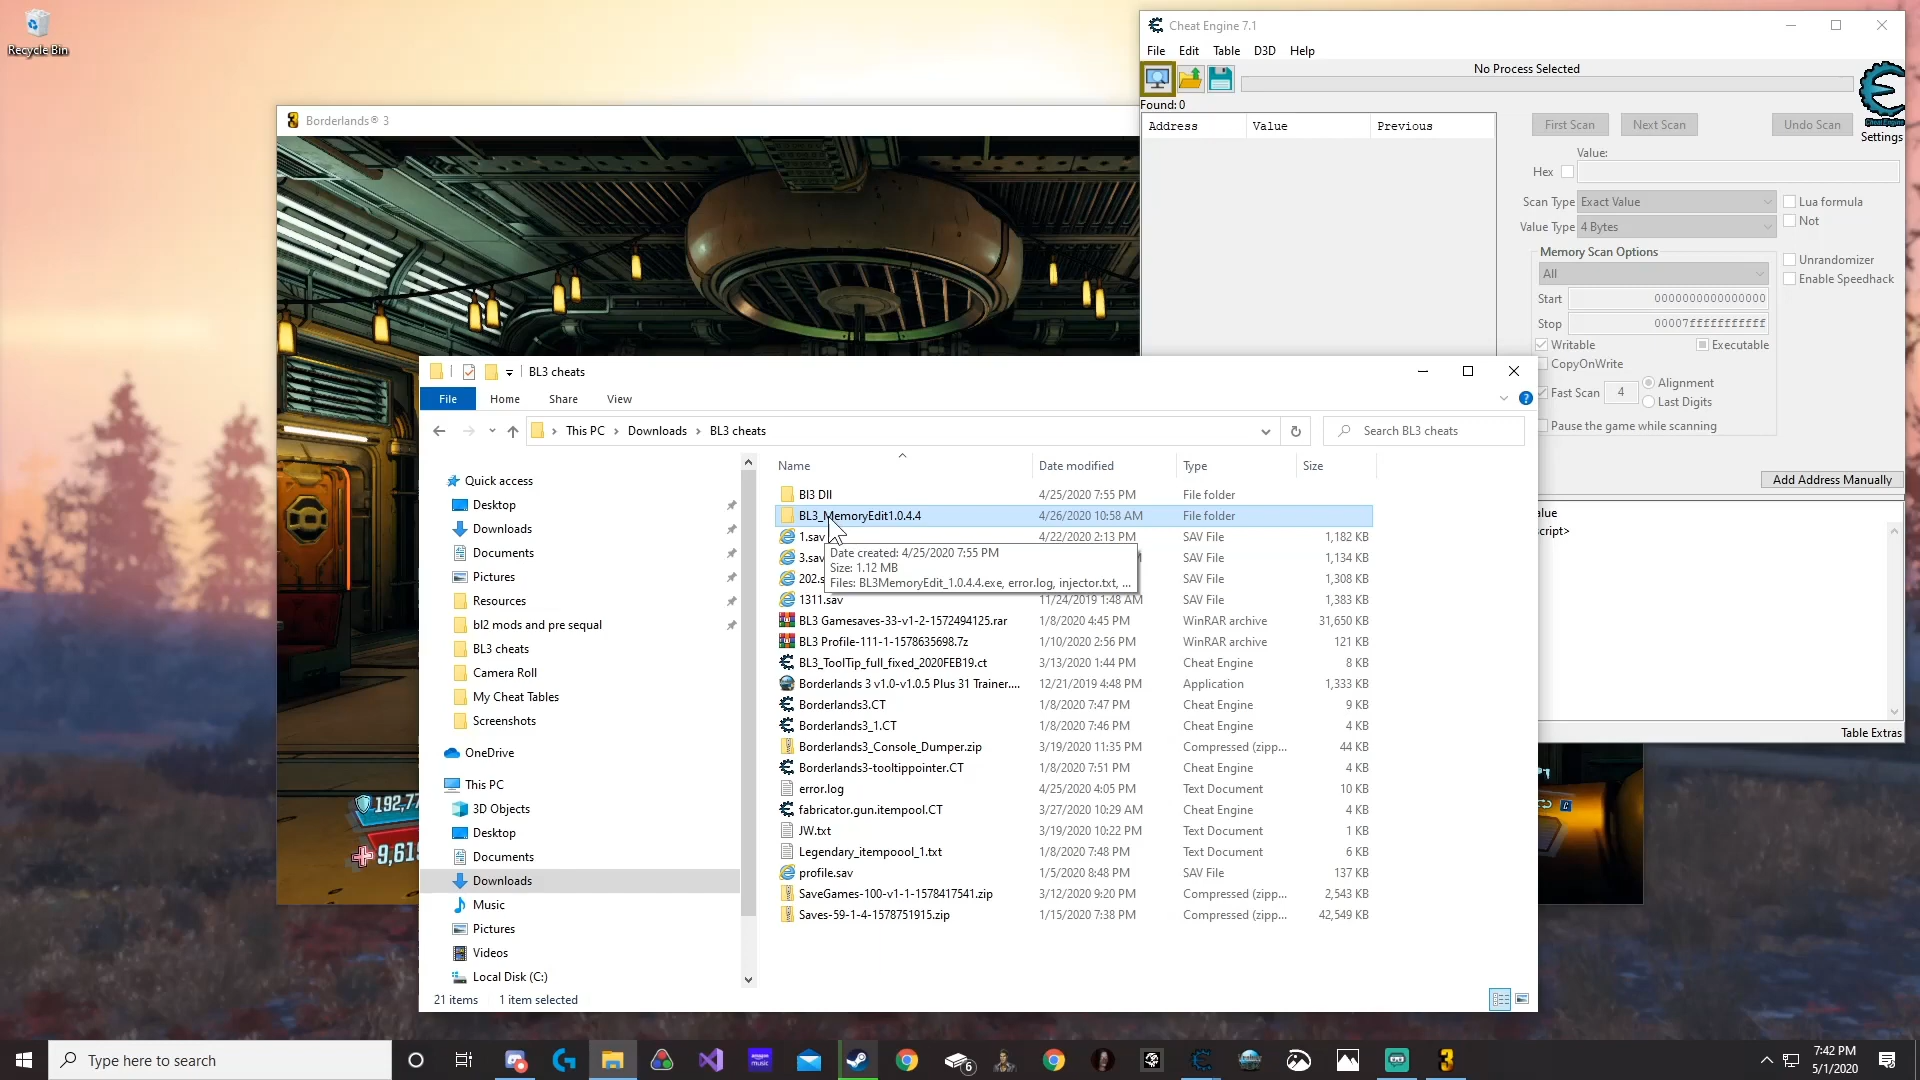 Recycle Bin
Cheat Engine 7.1
File Edit Table D3D Help
No Process Selected
Found: 0
Address Value Previous
First Scan Next Scan Undo Scan
Cheat Engine
Settings
Value:
Hex
Scan Type Exact Value
Lua formula
Not
Value Type 4 Bytes
Memory Scan Options
All
Unrandomizer
Enable Speedhack
Start 0000000000000000
Stop 00007fffffffffff
Writable Executable
CopyOnWrite
Fast Scan 4 Alignment
Last Digits
Pause the game while scanning
Add Address Manually
alue
cript>
Table Extras
Borderlands® 3
192,77
9,619
BL3 cheats
File Home Share View
This PC > Downloads > BL3 cheats
Search BL3 cheats
Quick access
Desktop
Downloads
Documents
Pictures
Resources
bl2 mods and pre sequal
BL3 cheats
Camera Roll
My Cheat Tables
Screenshots
OneDrive
This PC
3D Objects
Desktop
Documents
Downloads
Music
Pictures
Videos
Local Disk (C:)
Name Date modified Type Size
Bl3 Dll 4/25/2020 7:55 PM File folder
BL3_MemoryEdit1.0.4.4 4/26/2020 10:58 AM File folder
1.sav 4/22/2020 2:13 PM SAV File 1,182 KB
3.sav SAV File 1,134 KB
202.s SAV File 1,308 KB
1311.sav 11/24/2019 1:48 AM SAV File 1,383 KB
BL3 Gamesaves-33-v1-2-1572494125.rar 1/8/2020 4:45 PM WinRAR archive 31,650 KB
BL3 Profile-111-1-1578635698.7z 1/10/2020 2:56 PM WinRAR archive 121 KB
BL3_ToolTip_full_fixed_2020FEB19.ct 3/13/2020 1:44 PM Cheat Engine 8 KB
Borderlands 3 v1.0-v1.0.5 Plus 31 Trainer.... 12/21/2019 4:48 PM Application 1,333 KB
Borderlands3.CT 1/8/2020 7:47 PM Cheat Engine 9 KB
Borderlands3_1.CT 1/8/2020 7:46 PM Cheat Engine 4 KB
Borderlands3_Console_Dumper.zip 3/19/2020 11:35 PM Compressed (zipp... 44 KB
Borderlands3-tooltippointer.CT 1/8/2020 7:51 PM Cheat Engine 4 KB
error.log 4/25/2020 4:05 PM Text Document 10 KB
fabricator.gun.itempool.CT 3/27/2020 10:29 AM Cheat Engine 4 KB
JW.txt 3/19/2020 10:22 PM Text Document 1 KB
Legendary_itempoool_1.txt 1/8/2020 7:48 PM Text Document 6 KB
profile.sav 1/5/2020 8:48 PM SAV File 137 KB
SaveGames-100-v1-1-1578417541.zip 3/12/2020 9:20 PM Compressed (zipp... 2,543 KB
Saves-59-1-4-1578751915.zip 1/15/2020 7:38 PM Compressed (zipp... 42,549 KB
Date created: 4/25/2020 7:55 PM
Size: 1.12 MB
Files: BL3MemoryEdit_1.0.4.4.exe, error.log, injector.txt, ...
21 items 1 item selected
Type here to search
amazon music
6
7:42 PM
5/1/2020